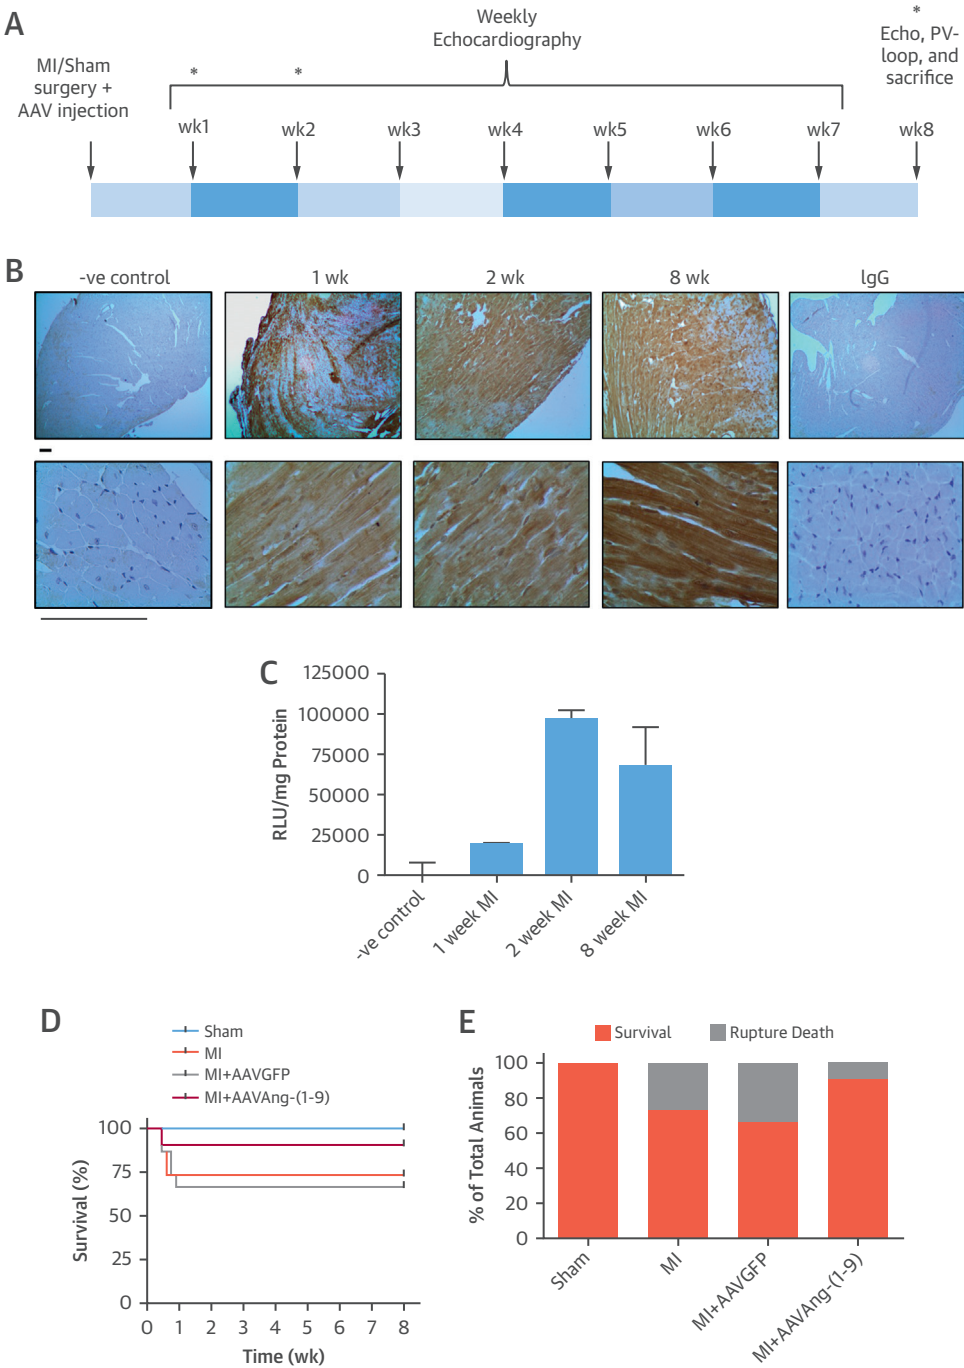 A
Weekly
Echocardiography
*
Echo, PV-
loop, and
sacrifice
MI/Sham
surgery +
AAV injection
* *
wk1 wk2 wk3 wk4 wk5 wk6 wk7 wk8
B
-ve control 1 wk 2 wk 8 wk IgG
C
RLU/mg Protein
125000
100000
75000
50000
25000
0
-ve control 1 week MI 2 week MI 8 week MI
D
Sham
MI
MI+AAVGFP
MI+AAVAng-(1-9)
Survival (%)
100
75
50
25
0
0 1 2 3 4 5 6 7 8
Time (wk)
E
Survival Rupture Death
% of Total Animals
100
80
60
40
20
0
Sham MI MI+AAVGFP MI+AAVAng-(1-9)